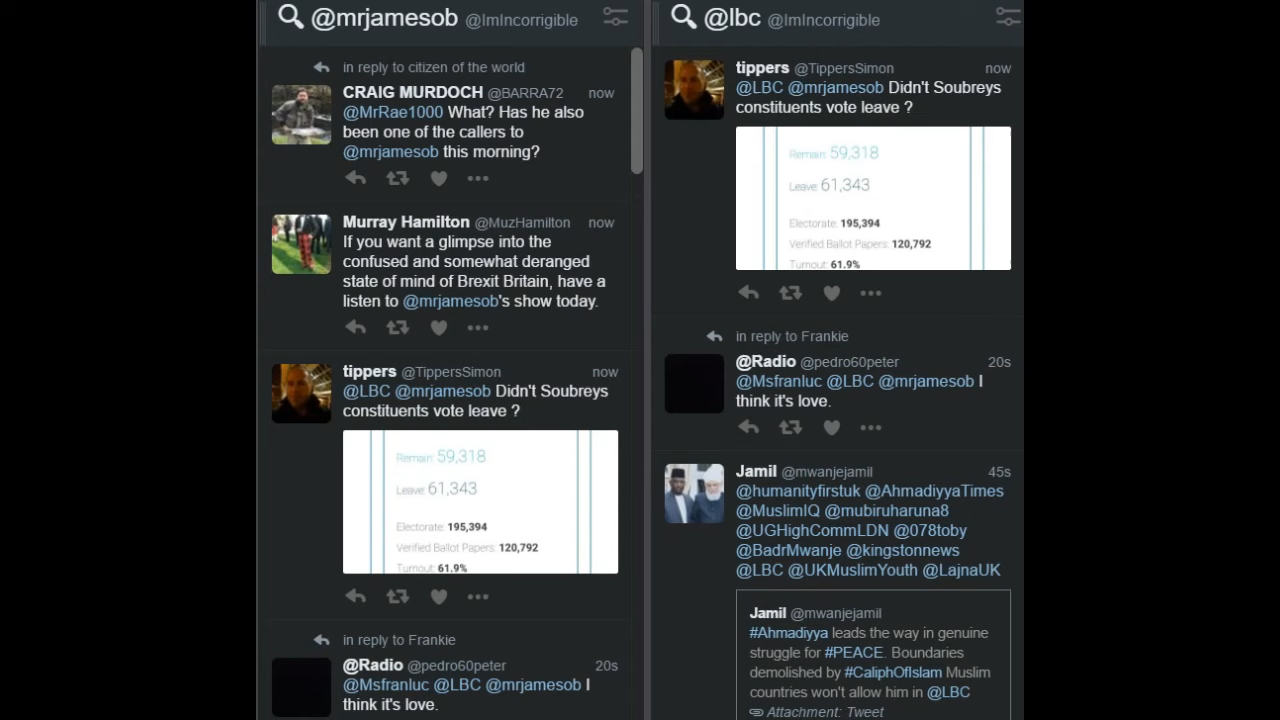 @mrjamesob @ImIncorrigible
in reply to citizen of the world
CRAIG MURDOCH @BARRA72 now
@MrRae1000 What? Has he also
been one of the callers to
@mrjamesob this morning?
Murray Hamilton @MuzHamilton now
If you want a glimpse into the
confused and somewhat deranged
state of mind of Brexit Britain, have a
listen to @mrjamesob's show today.
tippers @TippersSimon now
@LBC @mrjamesob Didn't Soubreys
constituents vote leave ?
Remain: 59,318
Leave: 61,343
Electorate: 195,394
Verified Ballot Papers: 120,792
Turnout: 61.9%
in reply to Frankie
@Radio @pedro60peter 20s
@Msfranluc @LBC @mrjamesob I
think it's love.
@lbc @ImIncorrigible
tippers @TippersSimon now
@LBC @mrjamesob Didn't Soubreys
constituents vote leave ?
Remain: 59,318
Leave: 61,343
Electorate: 195,394
Verified Ballot Papers: 120,792
Turnout: 61.9%
in reply to Frankie
@Radio @pedro60peter 20s
@Msfranluc @LBC @mrjamesob I
think it's love.
Jamil @mwanjejamil 45s
@humanityfirstuk @AhmadiyyaTimes
@MuslimIQ @mubiruharuna8
@UGHighCommLDN @078toby
@BadrMwanje @kingstonnews
@LBC @UKMuslimYouth @LajnaUK
Jamil @mwanjejamil
#Ahmadiyya leads the way in genuine
struggle for #PEACE. Boundaries
demolished by #CaliphOfIslam Muslim
countries won't allow him in @LBC
Attachment: Tweet